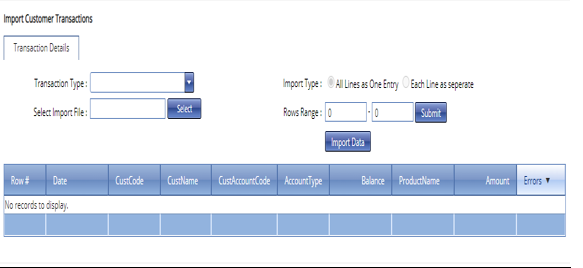 Import Customer Transactions
Transaction Details
Transaction Type :
Import Type : All Lines as One Entry Each Line as seperate
Select Import File : Select
Rows Range : 0 - 0 Submit
Import Data
Row # Date CustCode CustName CustAccountCode AccountType Balance ProductName Amount Errors ▼
No records to display.